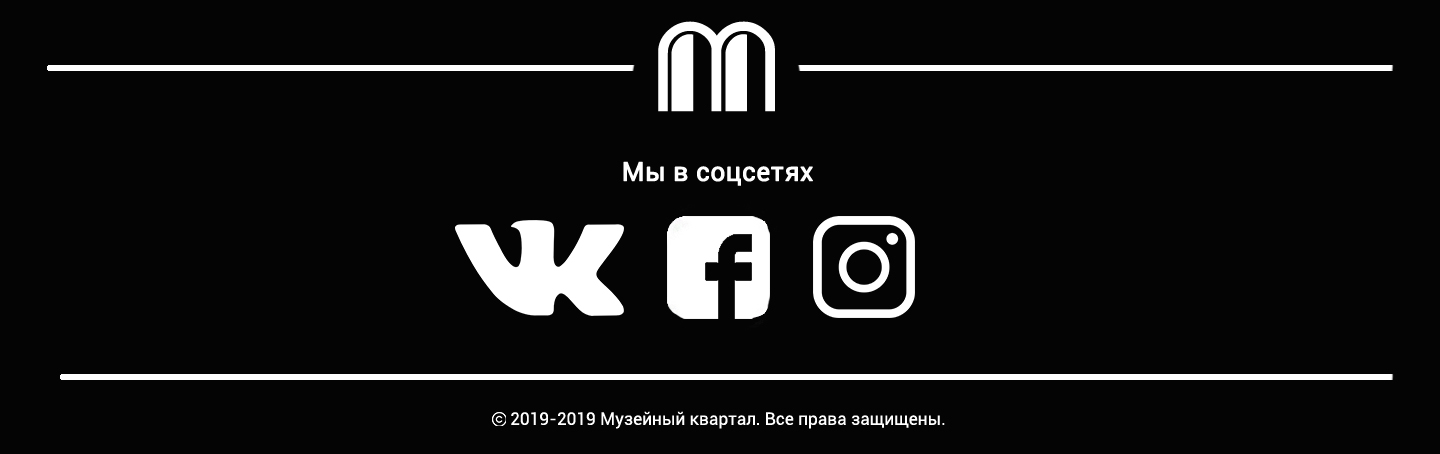 Мы в соцсетях
© 2019-2019 Музейный квартал. Все права защищены.